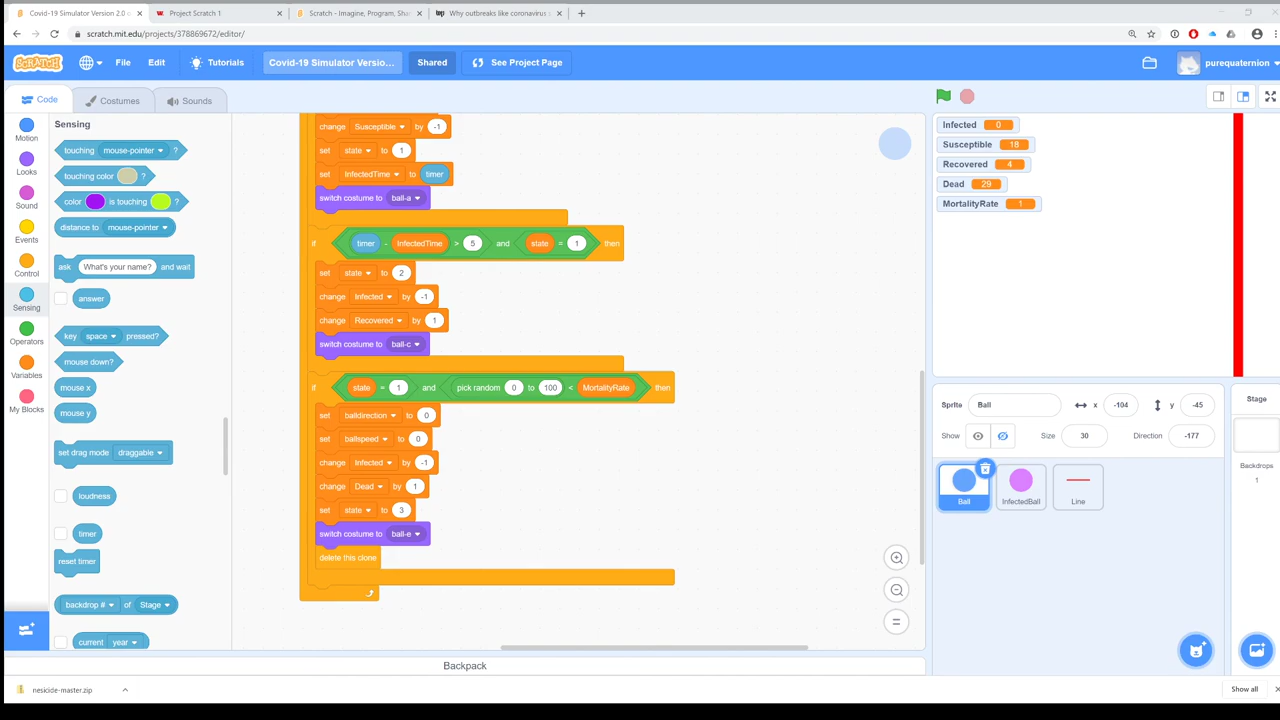 Covid-19 Simulator Version 2.0 o
Project Scratch 1
Scratch - Imagine, Program, Sha
Why outbreaks like coronavirus s
scratch.mit.edu/projects/378869672/editor/
SCRATCH
File
Edit
Tutorials
Covid-19 Simulator Versio...
Shared
See Project Page
purequaternion
Code
Costumes
Sounds
Motion
Looks
Sound
Events
Control
Sensing
Operators
Variables
My Blocks
Sensing
touching mouse-pointer ?
touching color ?
color is touching ?
distance to mouse-pointer
ask What's your name? and wait
answer
key space pressed?
mouse down?
mouse x
mouse y
set drag mode draggable
loudness
timer
reset timer
backdrop # of Stage
current year
change Susceptible by -1
set state to 1
set InfectedTime to timer
switch costume to ball-a
if timer - InfectedTime > 5 and state = 1 then
set state to 2
change Infected by -1
change Recovered by 1
switch costume to ball-c
if state = 1 and pick random 0 to 100 < MortalityRate then
set balldirection to 0
set ballspeed to 0
change Infected by -1
change Dead by 1
set state to 3
switch costume to ball-e
delete this clone
Infected 0
Susceptible 18
Recovered 4
Dead 29
MortalityRate 1
Sprite Ball x -104 y -45
Show Size 30 Direction -177
Ball
InfectedBall
Line
Stage
Backdrops
1
Backpack
nesicide-master.zip
Show all